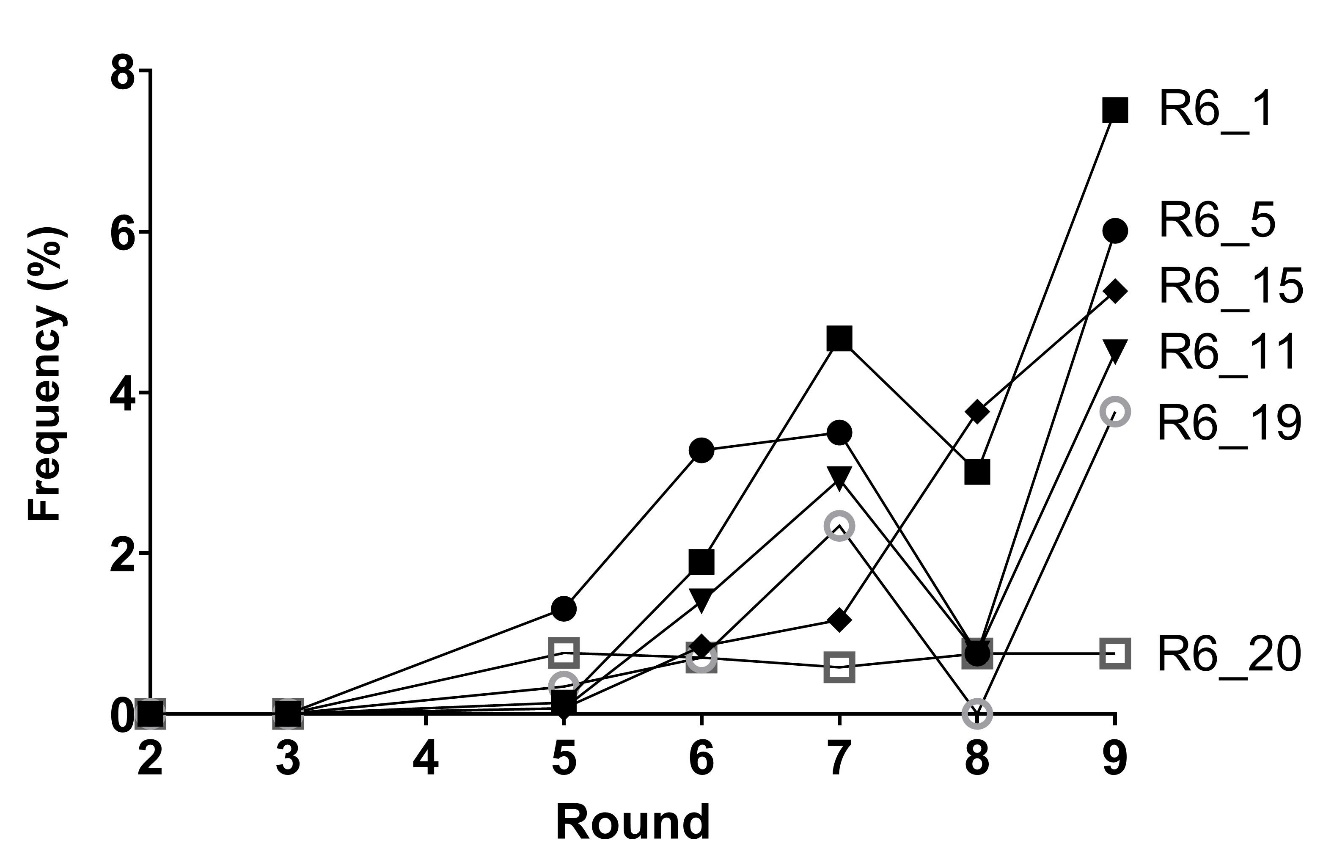 8
R6_1
6
R6_5
R6_15
R6_11
4
R6_19
2
R6_20
0
2 3 4 5 6 7 8 9
Round
Frequency (%)